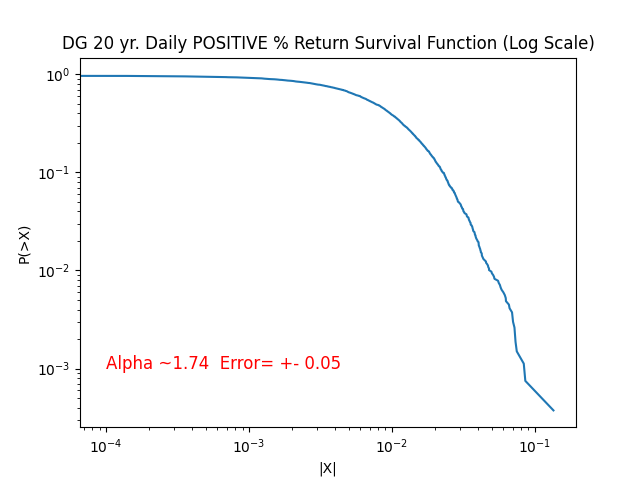 DG 20 yr. Daily POSITIVE % Return Survival Function (Log Scale)
10⁰
10⁻¹
10⁻²
10⁻³
P(>X)
Alpha ~1.74  Error= +- 0.05
10⁻⁴ 10⁻³ 10⁻² 10⁻¹
|X|